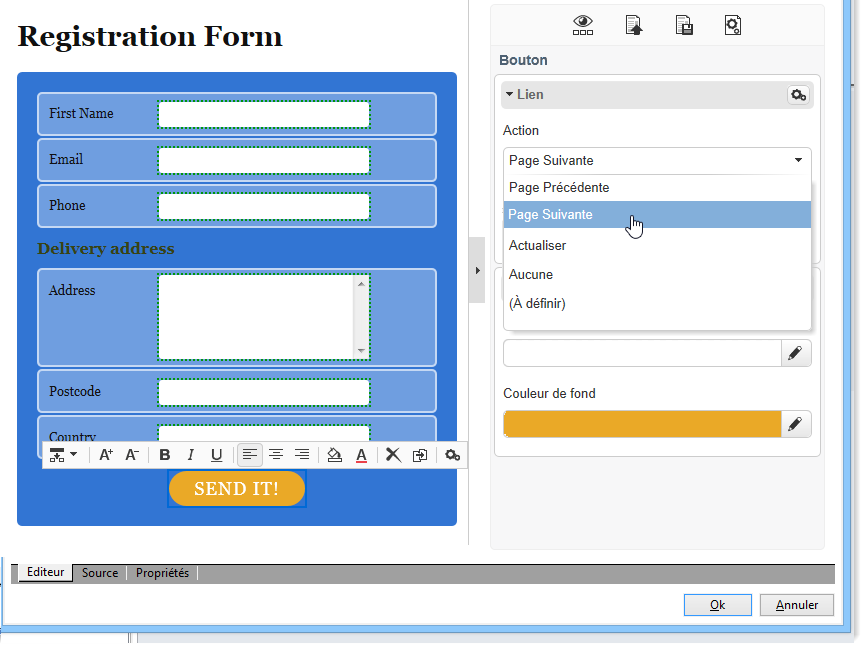 Registration Form
First Name
Email
Phone
Delivery address
Address
Postcode
Country
A+ A- B I U A
SEND IT!
Bouton
Lien
Action
Page Suivante
Page Précédente
Page Suivante
Actualiser
Aucune
(À définir)
Couleur de fond
Editeur Source Propriétés
Ok Annuler